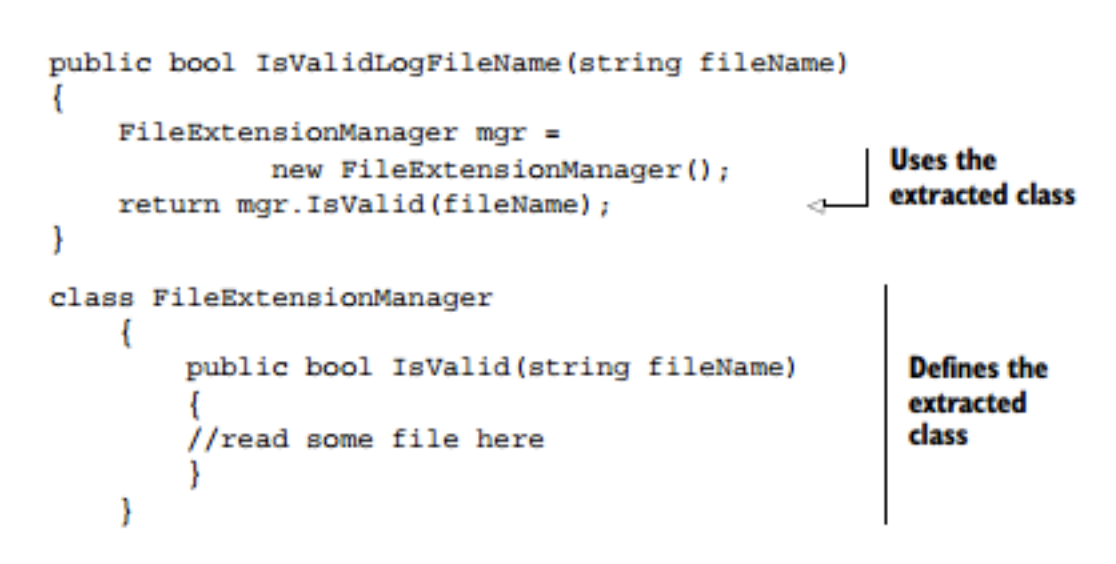 public bool IsValidLogFileName(string fileName)
{
    FileExtensionManager mgr =
            new FileExtensionManager();
    return mgr.IsValid(fileName);
}
Uses the
extracted class
class FileExtensionManager
    {
        public bool IsValid(string fileName)
        {
        //read some file here
        }
    }
Defines the
extracted
class